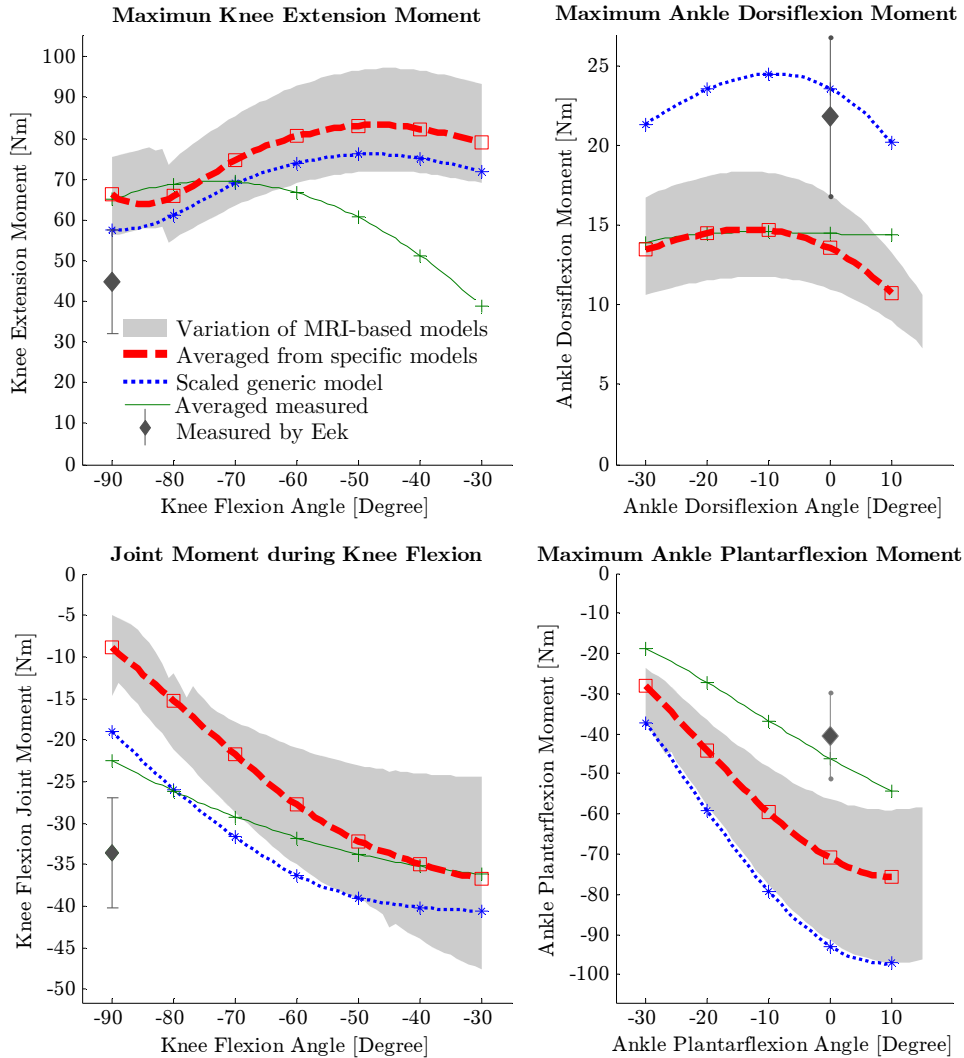 Maximun Knee Extension Moment
Knee Extension Moment [Nm]
100
90
80
70
60
50
40
30
20
10
0
Variation of MRI-based models
Averaged from specific models
Scaled generic model
Averaged measured
Measured by Eek
-90 -80 -70 -60 -50 -40 -30
Knee Flexion Angle [Degree]
Maximum Ankle Dorsiflexion Moment
Ankle Dorsiflexion Moment [Nm]
25
20
15
10
5
0
-30 -20 -10 0 10
Ankle Dorsiflexion Angle [Degree]
Joint Moment during Knee Flexion
Knee Flexion Joint Moment [Nm]
0
-5
-10
-15
-20
-25
-30
-35
-40
-45
-50
-90 -80 -70 -60 -50 -40 -30
Knee Flexion Angle [Degree]
Maximum Ankle Plantarflexion Moment
Ankle Plantarflexion Moment [Nm]
0
-10
-20
-30
-40
-50
-60
-70
-80
-90
-100
-30 -20 -10 0 10
Ankle Plantarflexion Angle [Degree]